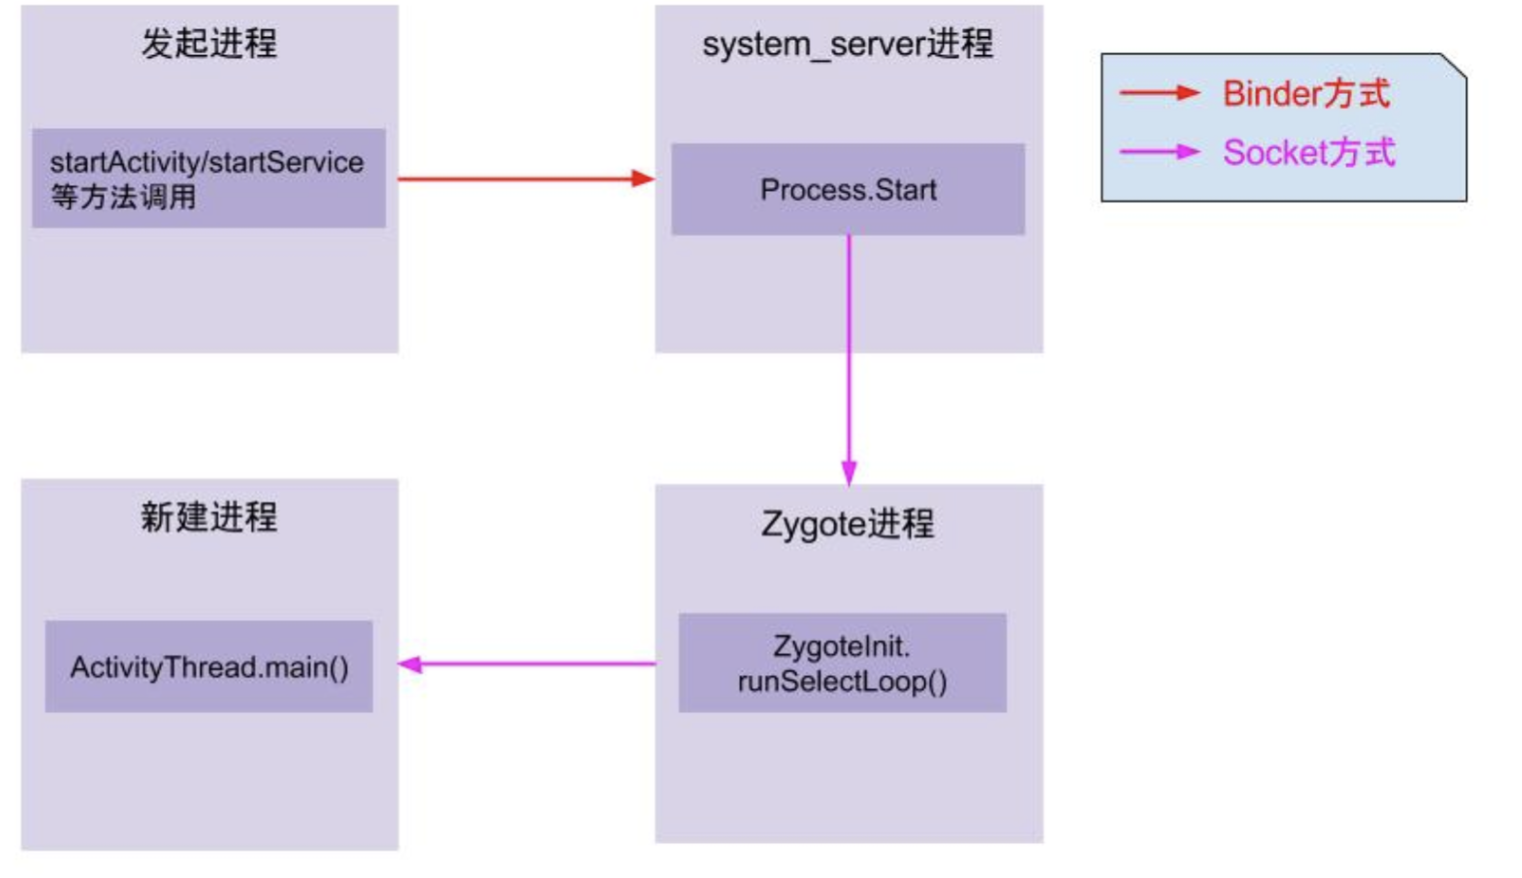 发起进程
startActivity/startService
等方法调用
system_server进程
Process.Start
Binder方式
Socket方式
新建进程
ActivityThread.main()
Zygote进程
ZygoteInit.
runSelectLoop()